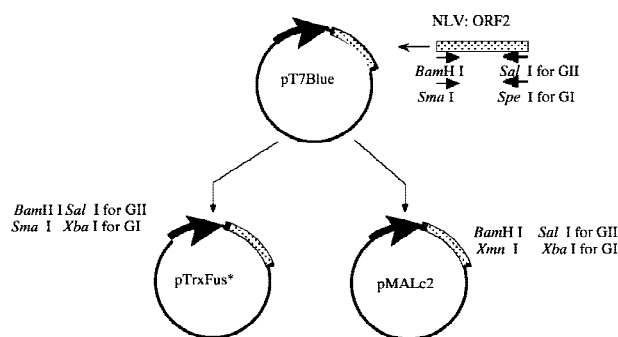 NLV: ORF2
BamH I Sal I for GII
Sma I Spe I for GI
pT7Blue
BamH I Sal I for GII
Sma I Xba I for GI
pTrxFus*
BamH I Sal I for GII
Xmn I Xba I for GI
pMALc2